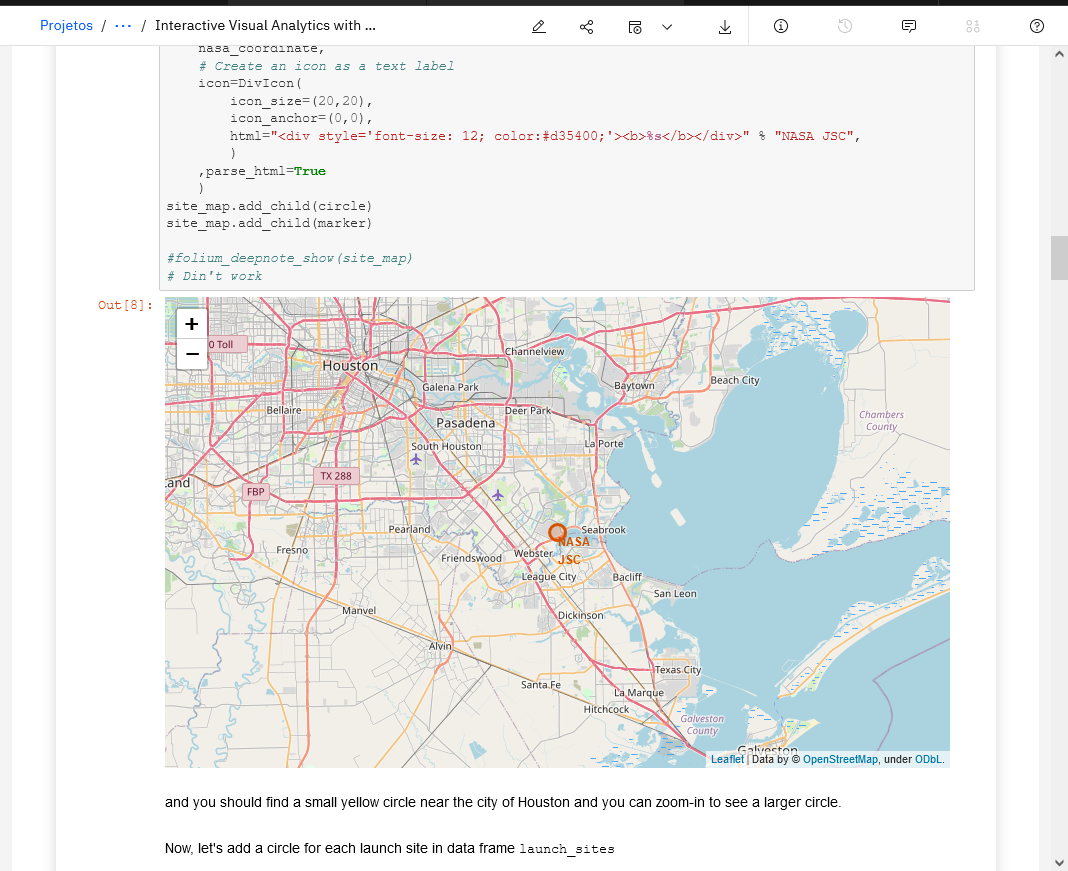 Projetos / ... / Interactive Visual Analytics with ...
nasa_coordinate,
# Create an icon as a text label
icon=DivIcon(
icon_size=(20,20),
icon_anchor=(0,0),
html="<div style='font-size: 12; color:#d35400;'><b>%s</b></div>" % "NASA JSC",
)
,parse_html=True
)
site_map.add_child(circle)
site_map.add_child(marker)
#folium_deepnote_show(site_map)
# Din't work
Out[8]:
+
−
0 Toll
Channelview
Houston
Galena Park
Baytown
Beach City
Bellaire
Deer Park
Chambers
County
Pasadena
South Houston
La Porte
TX 288
and
FBP
Pearland
Seabrook
NASA
JSC
Fresno
Friendswood
Webster
League City
Bacliff
San Leon
Manvel
Dickinson
Alvin
Texas City
Santa Fe
La Marque
Hitchcock
Galveston
County
Galveston
Leaflet | Data by © OpenStreetMap, under ODbL.
and you should find a small yellow circle near the city of Houston and you can zoom-in to see a larger circle.
Now, let's add a circle for each launch site in data frame launch_sites